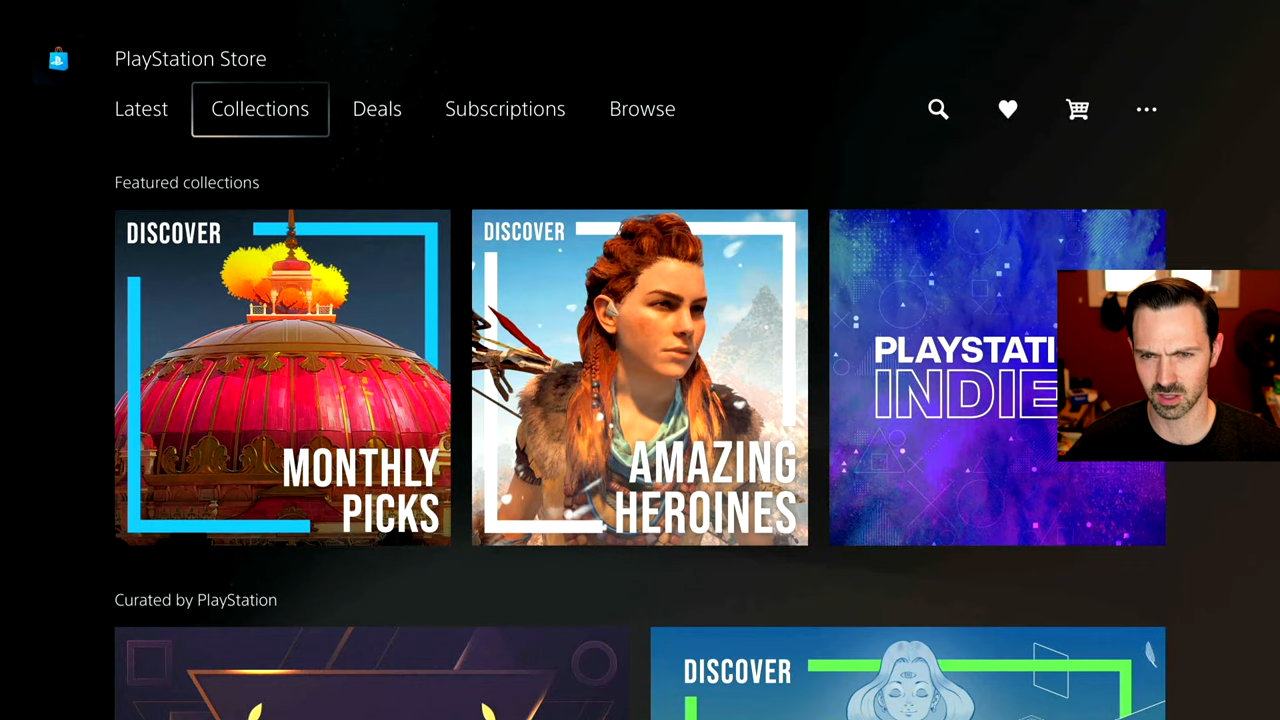 PlayStation Store
Latest
Collections
Deals
Subscriptions
Browse
Featured collections
DISCOVER
MONTHLY
PICKS
DISCOVER
AMAZING
HEROINES
PLAYSTATI
INDIE
Curated by PlayStation
DISCOVER